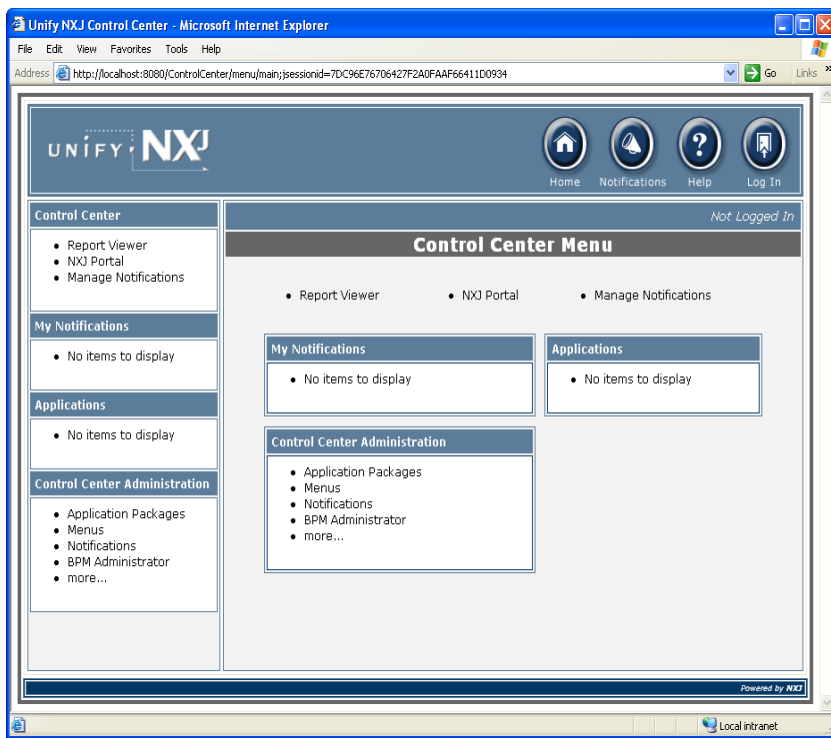 Unify NXJ Control Center - Microsoft Internet Explorer
File Edit View Favorites Tools Help
Address http://localhost:8080/ControlCenter/menu/main;jsessionid=7DC96E76706427F2A0FAAF66411D0934 Go Links »
UNIFY NXJ
Home Notifications Help Log In
Control Center
Report Viewer
NXJ Portal
Manage Notifications
My Notifications
No items to display
Applications
No items to display
Control Center Administration
Application Packages
Menus
Notifications
BPM Administrator
more...
Not Logged In
Control Center Menu
Report Viewer NXJ Portal Manage Notifications
My Notifications
No items to display
Applications
No items to display
Control Center Administration
Application Packages
Menus
Notifications
BPM Administrator
more...
Powered by NXJ
Local intranet